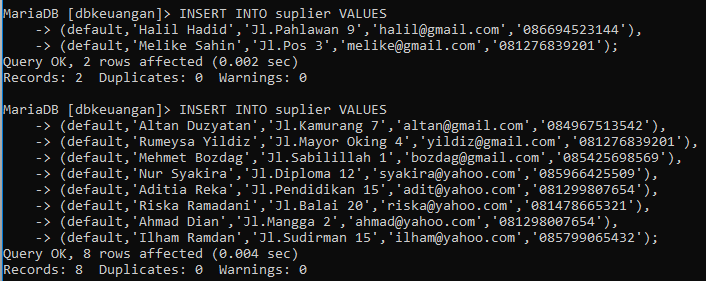 MariaDB [dbkeuangan]> INSERT INTO suplier VALUES
-> (default,'Halil Hadid','Jl.Pahlawan 9','halil@gmail.com','086694523144'),
-> (default,'Melike Sahin','Jl.Pos 3','melike@gmail.com','081276839201');
Query OK, 2 rows affected (0.002 sec)
Records: 2  Duplicates: 0  Warnings: 0
MariaDB [dbkeuangan]> INSERT INTO suplier VALUES
-> (default,'Altan Duzyatan','Jl.Kamurang 7','altan@gmail.com','084967513542'),
-> (default,'Rumeysa Yildiz','Jl.Mayor Oking 4','yildiz@gmail.com','081276839201'),
-> (default,'Mehmet Bozdag','Jl.Sabilillah 1','bozdag@gmail.com','085425698569'),
-> (default,'Nur Syakira','Jl.Diploma 12','syakira@yahoo.com','085966425509'),
-> (default,'Aditia Reka','Jl.Pendidikan 15','adit@yahoo.com','081299807654'),
-> (default,'Riska Ramadani','Jl.Balai 20','riska@yahoo.com','081478665321'),
-> (default,'Ahmad Dian','Jl.Mangga 2','ahmad@yahoo.com','081298007654'),
-> (default,'Ilham Ramdan','Jl.Sudirman 15','ilham@yahoo.com','085799065432');
Query OK, 8 rows affected (0.004 sec)
Records: 8  Duplicates: 0  Warnings: 0